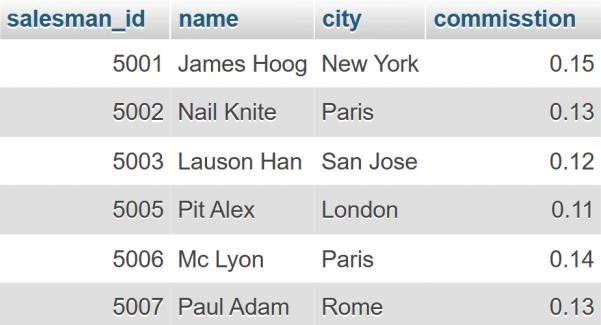 salesman_id name city commisstion
5001 James Hoog New York 0.15
5002 Nail Knite Paris 0.13
5003 Lauson Han San Jose 0.12
5005 Pit Alex London 0.11
5006 Mc Lyon Paris 0.14
5007 Paul Adam Rome 0.13